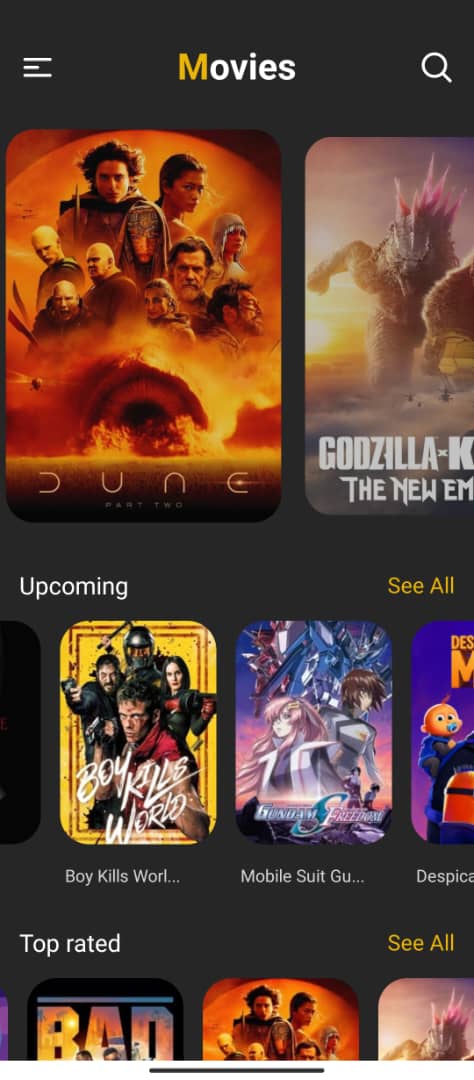 Movies
DUNE
PART TWO
GODZILLA×K
THE NEW EM
Upcoming
See All
BOY KILLS
WORLD
GUNDAM SEED FREEDOM
DES
M
Boy Kills Worl...
Mobile Suit Gu...
Despica
Top rated
See All
BAD